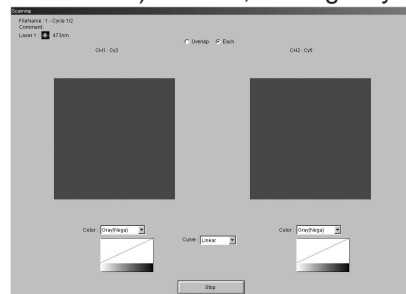 Scanning
FileName : 1 - Cycle 1/2
Comment:
Laser 1 : 473nm
Overlap Each
CH1 : Cy3 CH2 : Cy5
Color : Gray(Nega) Color : Gray(Nega)
Curve : Linear
Stop